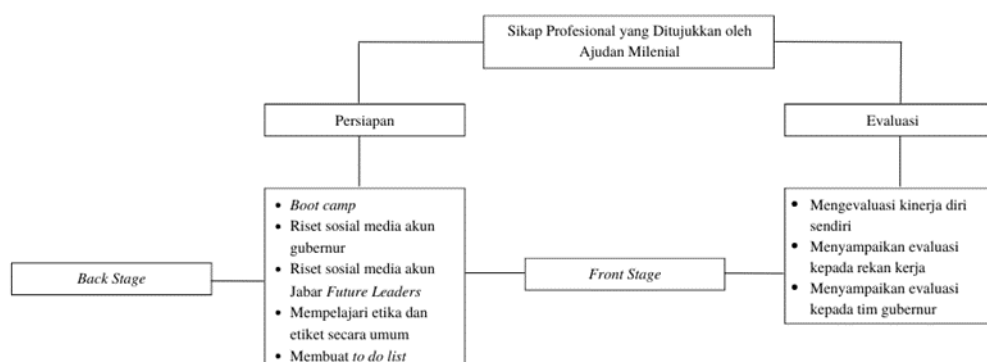 Sikap Profesional yang Ditujukkan oleh
Ajudan Milenial
Persiapan
Evaluasi
Back Stage
• Boot camp
• Riset sosial media akun
gubernur
• Riset sosial media akun
Jabar Future Leaders
• Mempelajari etika dan
etiket secara umum
• Membuat to do list
Front Stage
• Mengevaluasi kinerja diri
sendiri
• Menyampaikan evaluasi
kepada rekan kerja
• Menyampaikan evaluasi
kepada tim gubernur